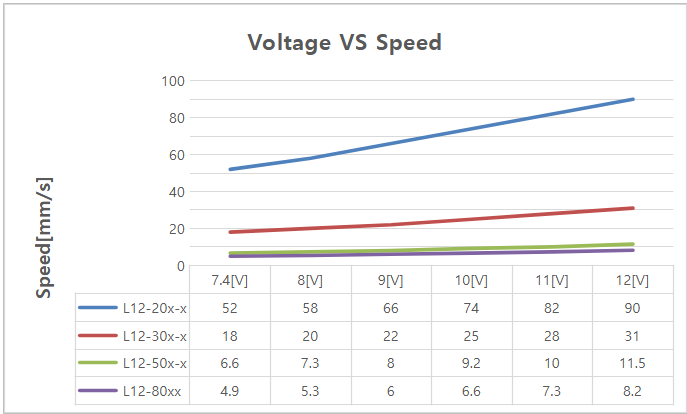 Voltage VS Speed
100
80
60
40
20
0
Speed[mm/s]
7.4[V] 8[V] 9[V] 10[V] 11[V] 12[V]
L12-20x-x 52 58 66 74 82 90
L12-30x-x 18 20 22 25 28 31
L12-50x-x 6.6 7.3 8 9.2 10 11.5
L12-80xx 4.9 5.3 6 6.6 7.3 8.2